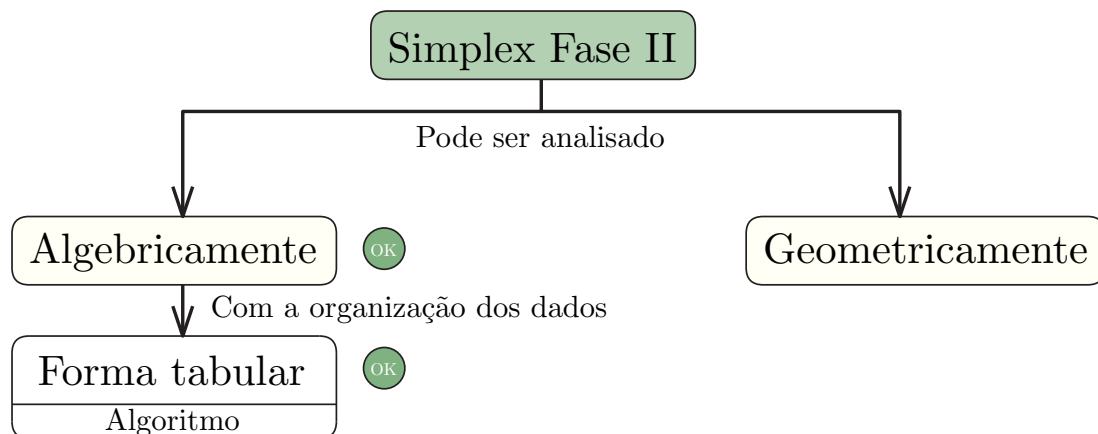 Simplex Fase II
Pode ser analisado
Algebricamente
OK
Geometricamente
Com a organização dos dados
Forma tabular
OK
Algoritmo